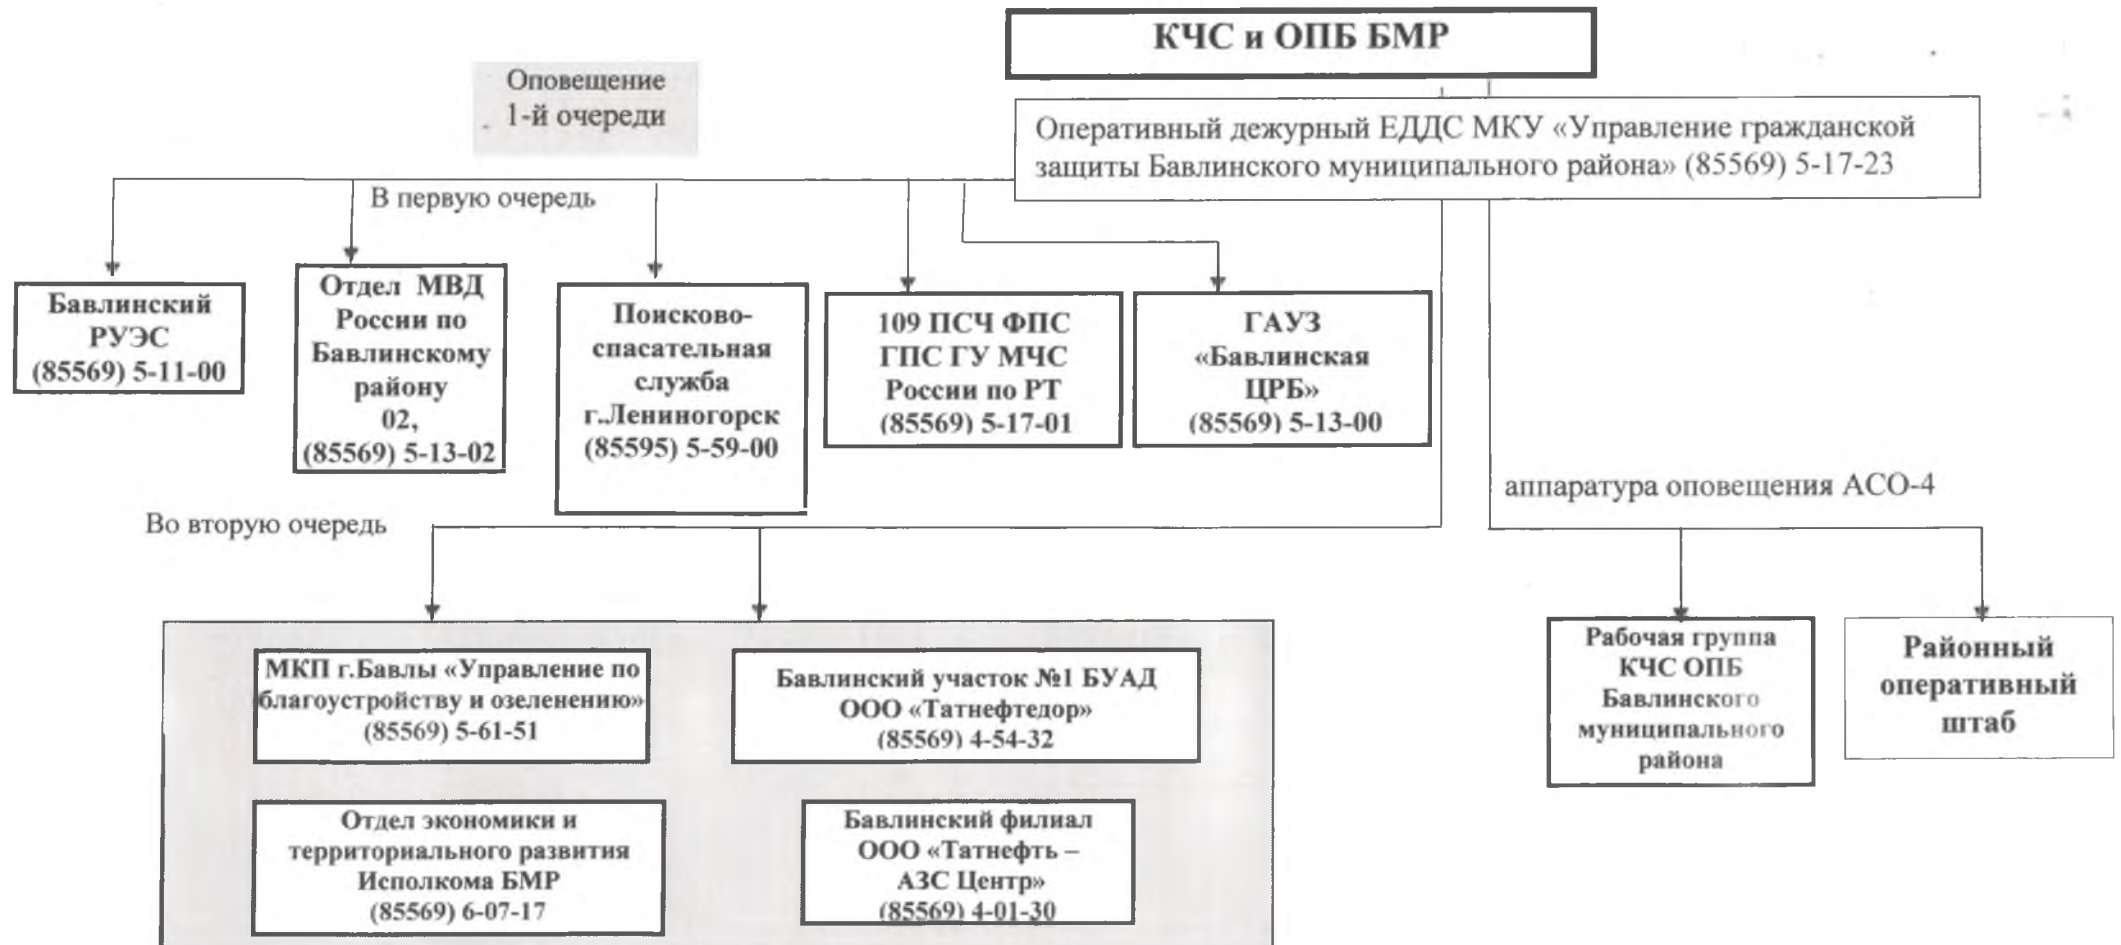 КЧС и ОПБ БМР
Оповещение
1-й очереди
Оперативный дежурный ЕДДС МКУ «Управление гражданской
защиты Бавлинского муниципального района» (85569) 5-17-23
В первую очередь
Бавлинский
РУЭС
(85569) 5-11-00
Отдел МВД
России по
Бавлинскому
району
02,
(85569) 5-13-02
Поисково-
спасательная
служба
г.Лениногорск
(85595) 5-59-00
109 ПСЧ ФПС
ГПС ГУ МЧС
России по РТ
(85569) 5-17-01
ГАУЗ
«Бавлинская
ЦРБ»
(85569) 5-13-00
аппаратура оповещения АСО-4
Во вторую очередь
МКП г.Бавлы «Управление по
благоустройству и озеленению»
(85569) 5-61-51
Бавлинский участок №1 БУАД
ООО «Татнефтедор»
(85569) 4-54-32
Отдел экономики и
территориального развития
Исполкома БМР
(85569) 6-07-17
Бавлинский филиал
ООО «Татнефть –
АЗС Центр»
(85569) 4-01-30
Рабочая группа
КЧС ОПБ
Бавлинского
муниципального
района
Районный
оперативный
штаб